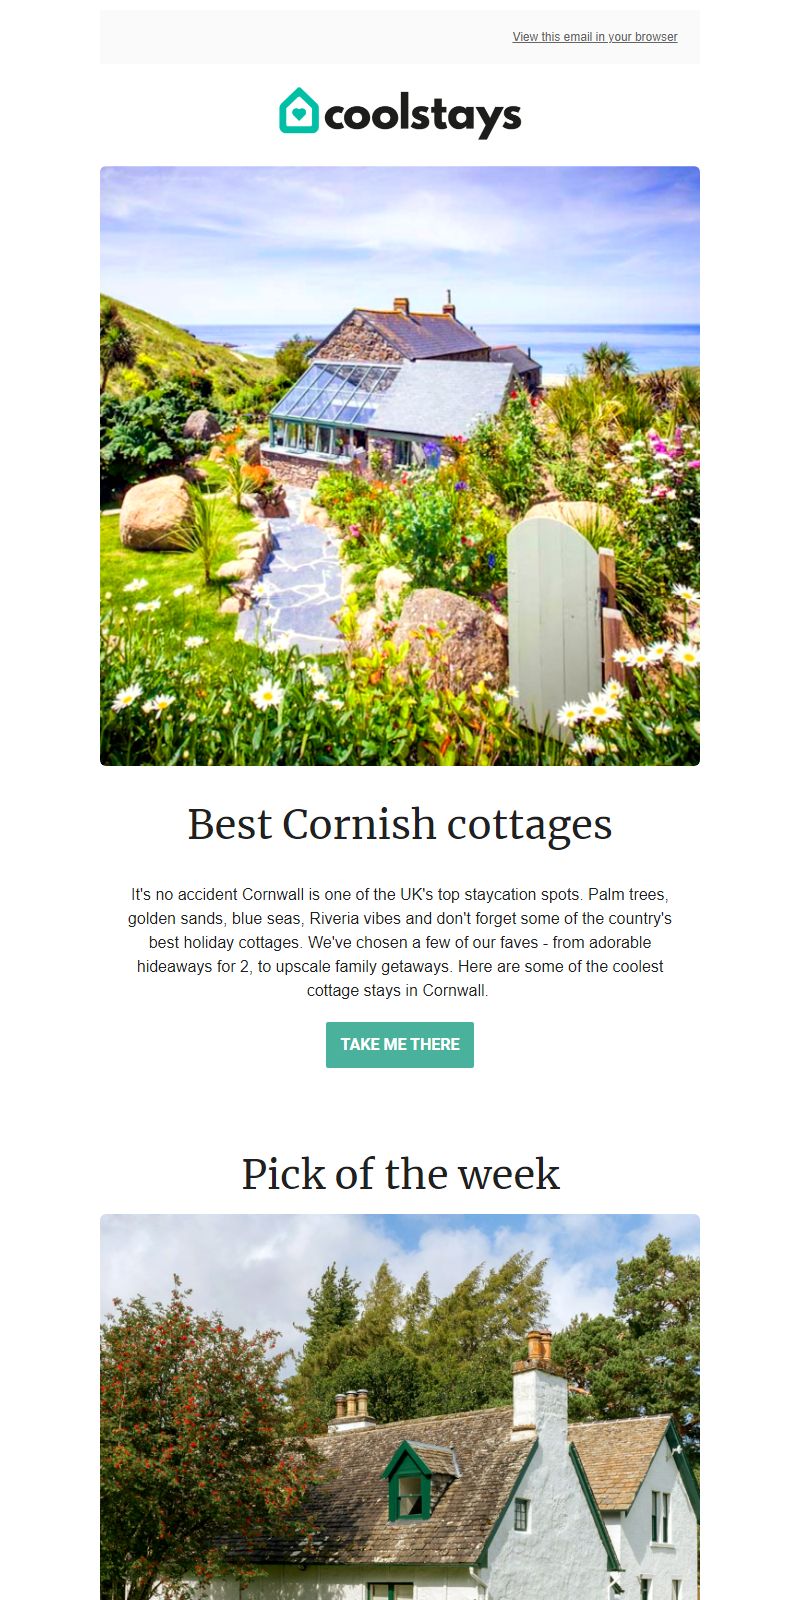 View this email in your browser
coolstays
Best Cornish cottages
It's no accident Cornwall is one of the UK's top staycation spots. Palm trees,
golden sands, blue seas, Riveria vibes and don't forget some of the country's
best holiday cottages. We've chosen a few of our faves - from adorable
hideaways for 2, to upscale family getaways. Here are some of the coolest
cottage stays in Cornwall.
TAKE ME THERE
Pick of the week